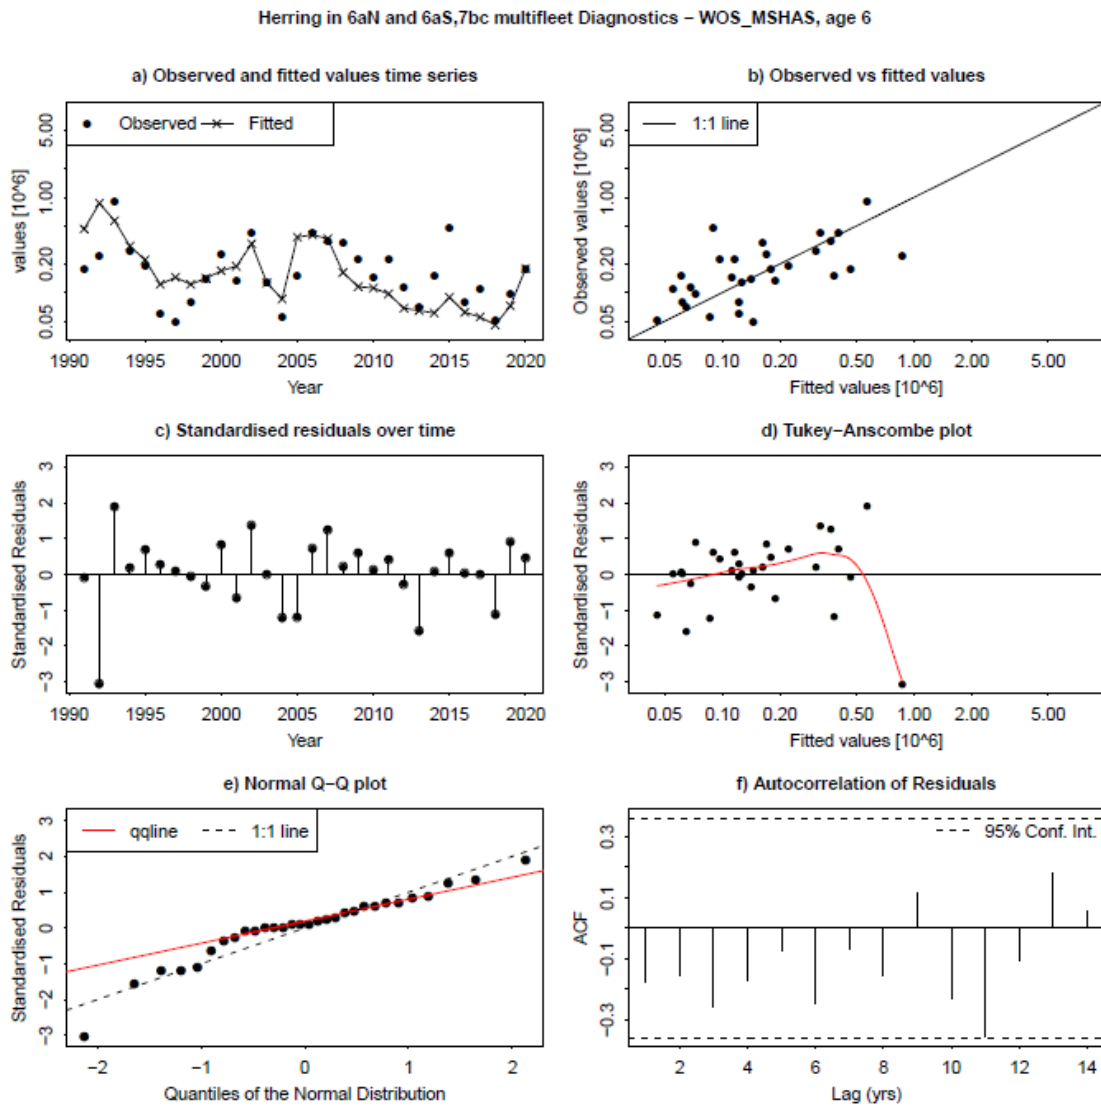 Herring in 6aN and 6aS,7bc multifleet Diagnostics − WOS_MSHAS, age 6
a) Observed and fitted values time series
Observed Fitted
values [10^6]
5.00
1.00
0.20
0.05
1990 1995 2000 2005 2010 2015 2020
Year
b) Observed vs fitted values
1:1 line
Observed values [10^6]
5.00
1.00
0.20
0.05
0.05 0.10 0.20 0.50 1.00 2.00 5.00
Fitted values [10^6]
c) Standardised residuals over time
Standardised Residuals
3
2
1
0
−1
−2
−3
1990 1995 2000 2005 2010 2015 2020
Year
d) Tukey−Anscombe plot
Standardised Residuals
3
2
1
0
−1
−2
−3
0.05 0.10 0.20 0.50 1.00 2.00 5.00
Fitted values [10^6]
e) Normal Q−Q plot
qqline 1:1 line
Standardised Residuals
3
2
1
0
−1
−2
−3
−2 −1 0 1 2
Quantiles of the Normal Distribution
f) Autocorrelation of Residuals
95% Conf. Int.
ACF
0.3
0.1
−0.1
−0.3
2 4 6 8 10 12 14
Lag (yrs)